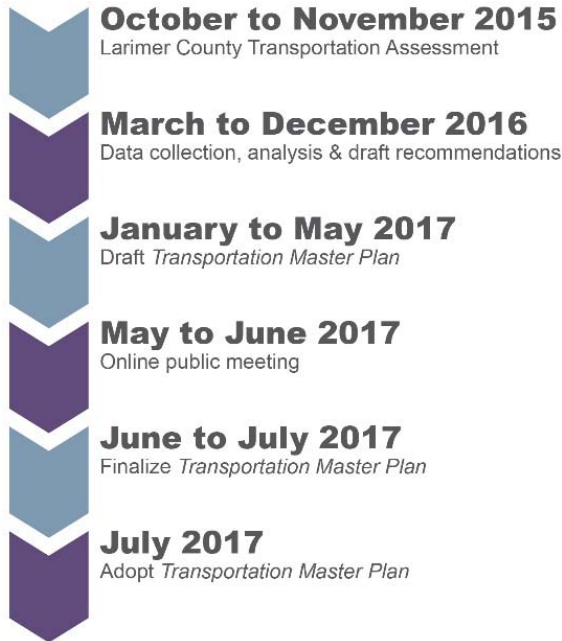 October to November 2015
Larimer County Transportation Assessment
March to December 2016
Data collection, analysis & draft recommendations
January to May 2017
Draft Transportation Master Plan
May to June 2017
Online public meeting
June to July 2017
Finalize Transportation Master Plan
July 2017
Adopt Transportation Master Plan